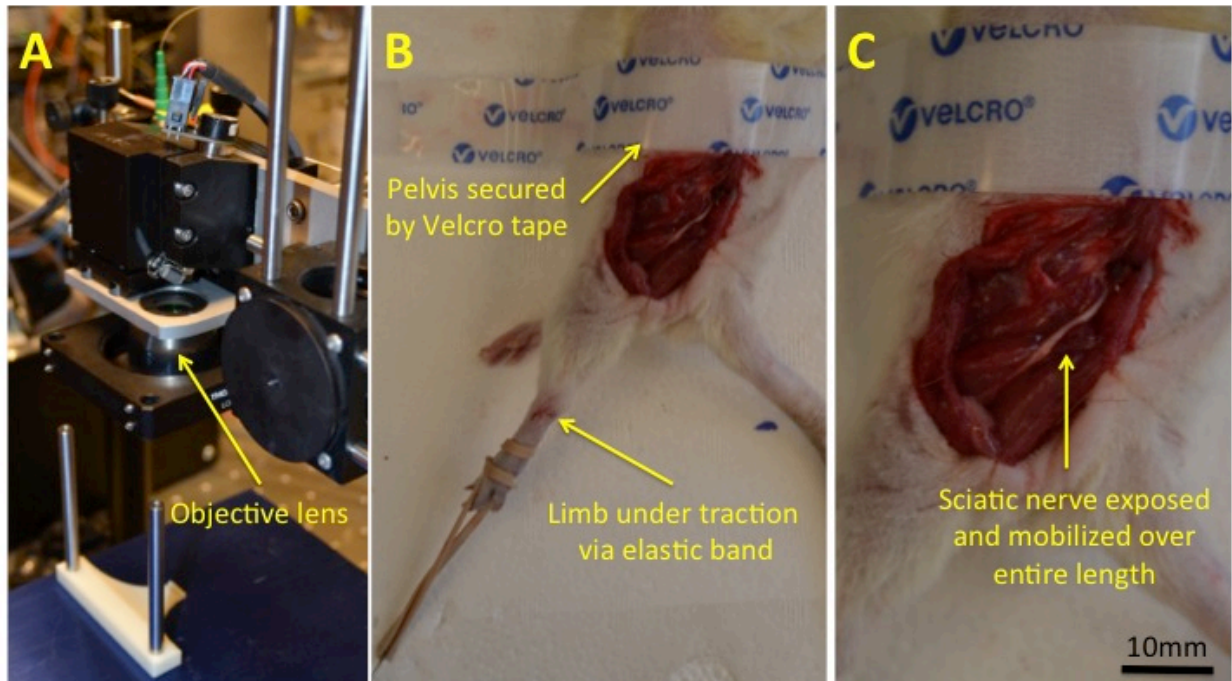 A
Objective lens
B
VELCRO®
VELCRO®
VELCRO®
VELCRO®
Pelvis secured
by Velcro tape
Limb under traction
via elastic band
C
VELCRO
VELCRO®
Sciatic nerve exposed
and mobilized over
entire length
10mm